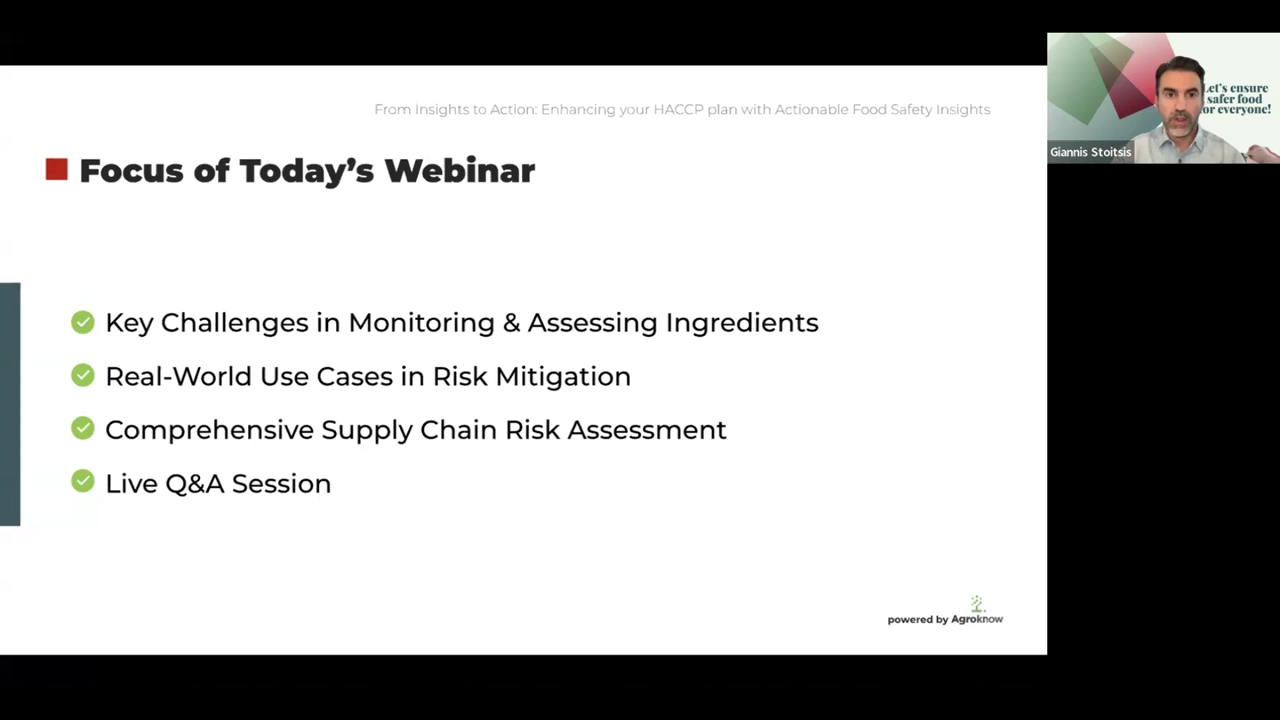 From Insights to Action: Enhancing your HACCP plan with Actionable Food Safety Insights
Focus of Today’s Webinar
Key Challenges in Monitoring & Assessing Ingredients
Real-World Use Cases in Risk Mitigation
Comprehensive Supply Chain Risk Assessment
Live Q&A Session
powered by Agroknow
Let's ensure
safer food
for everyone!
Giannis Stoitsis